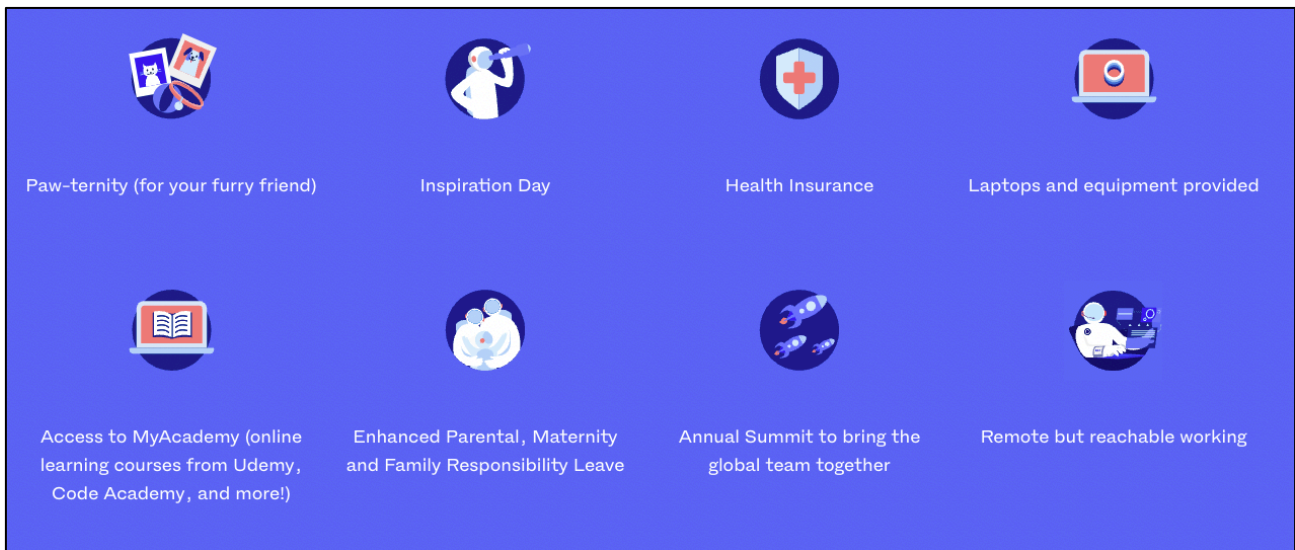 Paw-ternity (for your furry friend)
Inspiration Day
Health Insurance
Laptops and equipment provided
Access to MyAcademy (online
learning courses from Udemy,
Code Academy, and more!)
Enhanced Parental, Maternity
and Family Responsibility Leave
Annual Summit to bring the
global team together
Remote but reachable working